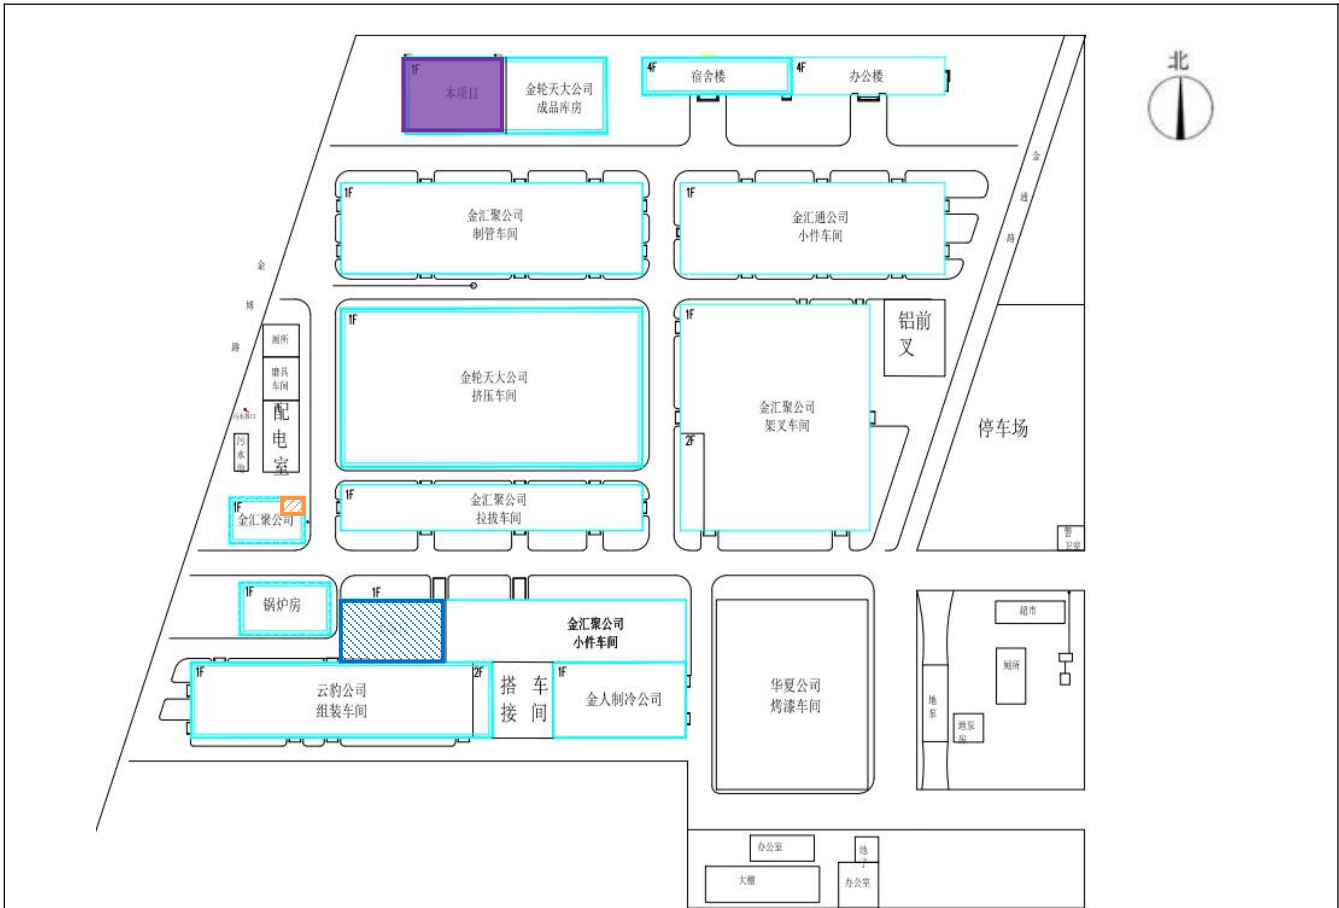 北
1F
本项目
金轮天大公司
成品库房
4F
宿舍楼
4F
办公楼
金
通
路
1F
金汇聚公司
制管车间
1F
金汇通公司
小件车间
金
博
路
厕所
磨具
车间
配
电
室
污
水
池
1F
金轮天大公司
挤压车间
1F
金汇聚公司
架叉车间
2F
铝前
叉
停车场
1F
金汇聚公司
1F
金汇聚公司
拉拔车间
警
卫室
1F
锅炉房
1F
金汇聚公司
小件车间
1F
云豹公司
组装车间
2F
搭 车
接 间
1F
金人制冷公司
华夏公司
烤漆车间
超市
厕所
地
泵
地泵
房
办公室
大棚
池
子
办公室